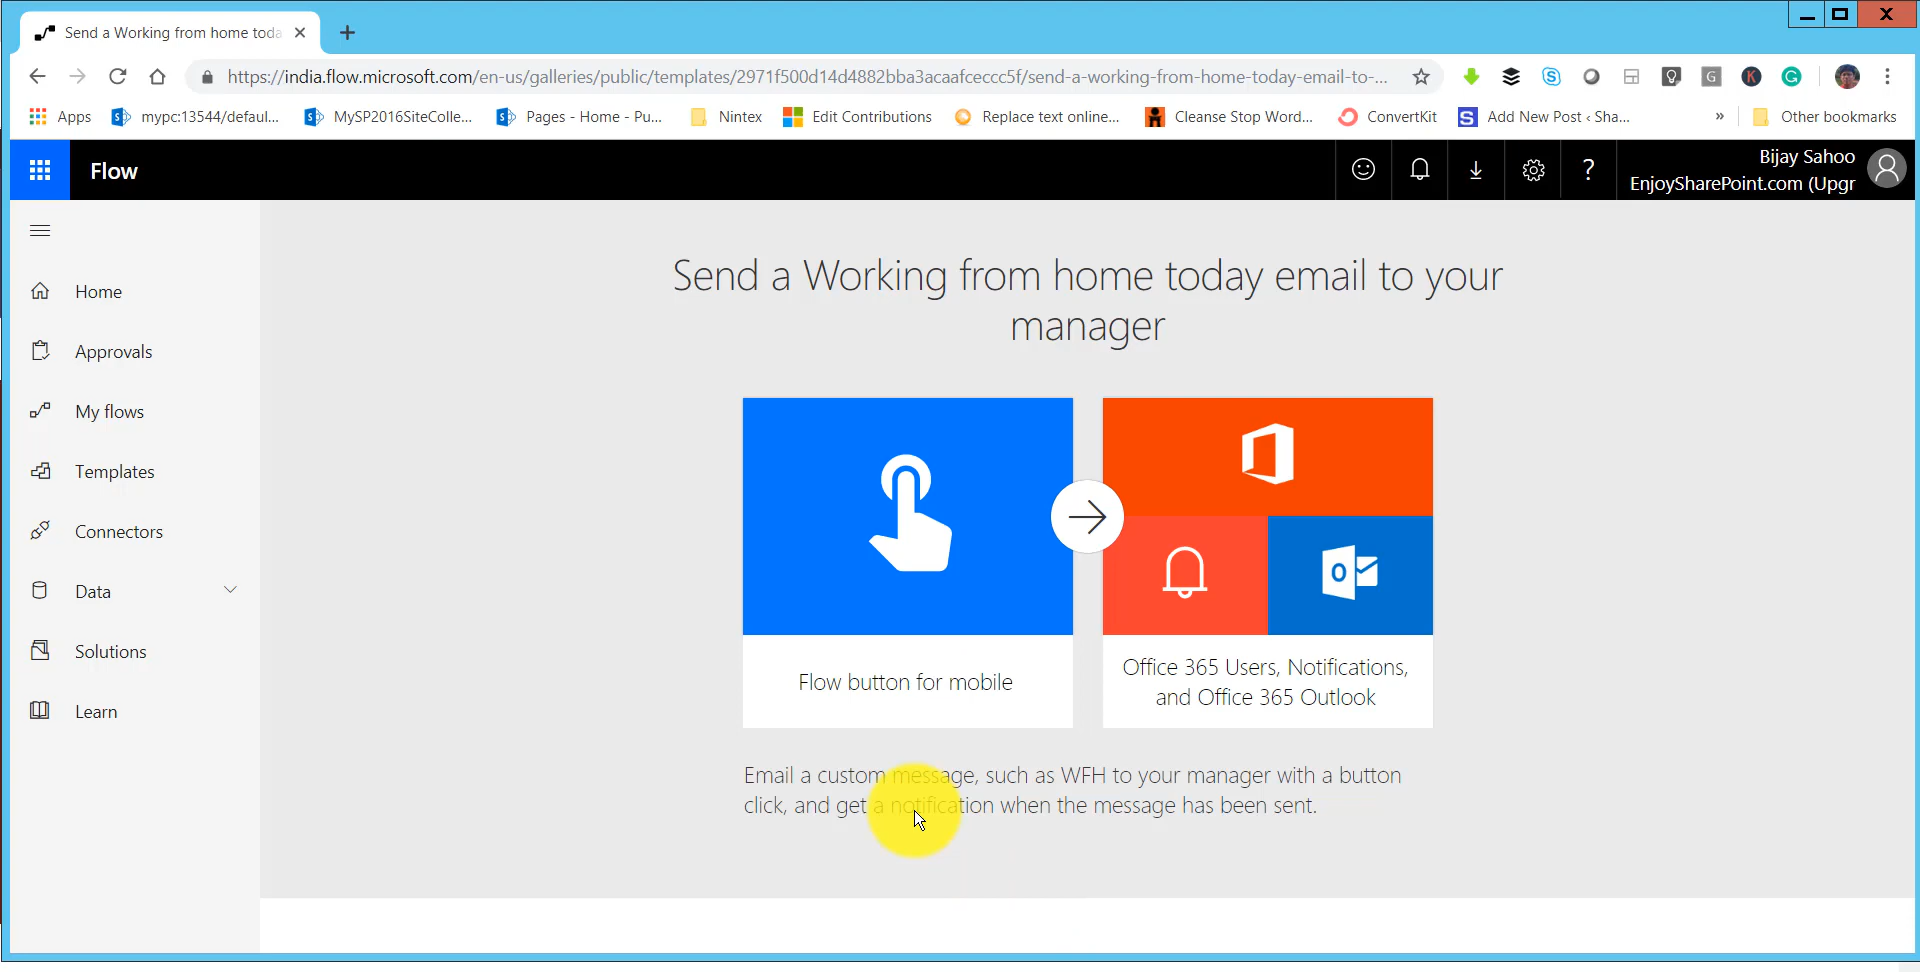 Send a Working from home toda
https://india.flow.microsoft.com/en-us/galleries/public/templates/2971f500d14d4882bba3acaafceccc5f/send-a-working-from-home-today-email-to-...
Apps
mypc:13544/defaul...
MySP2016SiteColle...
Pages - Home - Pu...
Nintex
Edit Contributions
Replace text online...
Cleanse Stop Word...
ConvertKit
Add New Post ‹ Sha...
»
Other bookmarks
Flow
?
Bijay Sahoo
EnjoySharePoint.com (Upgr
Home
Approvals
My flows
Templates
Connectors
Data
Solutions
Learn
Send a Working from home today email to your
manager
Flow button for mobile
Office 365 Users, Notifications,
and Office 365 Outlook
Email a custom message, such as WFH to your manager with a button
click, and get a notification when the message has been sent.